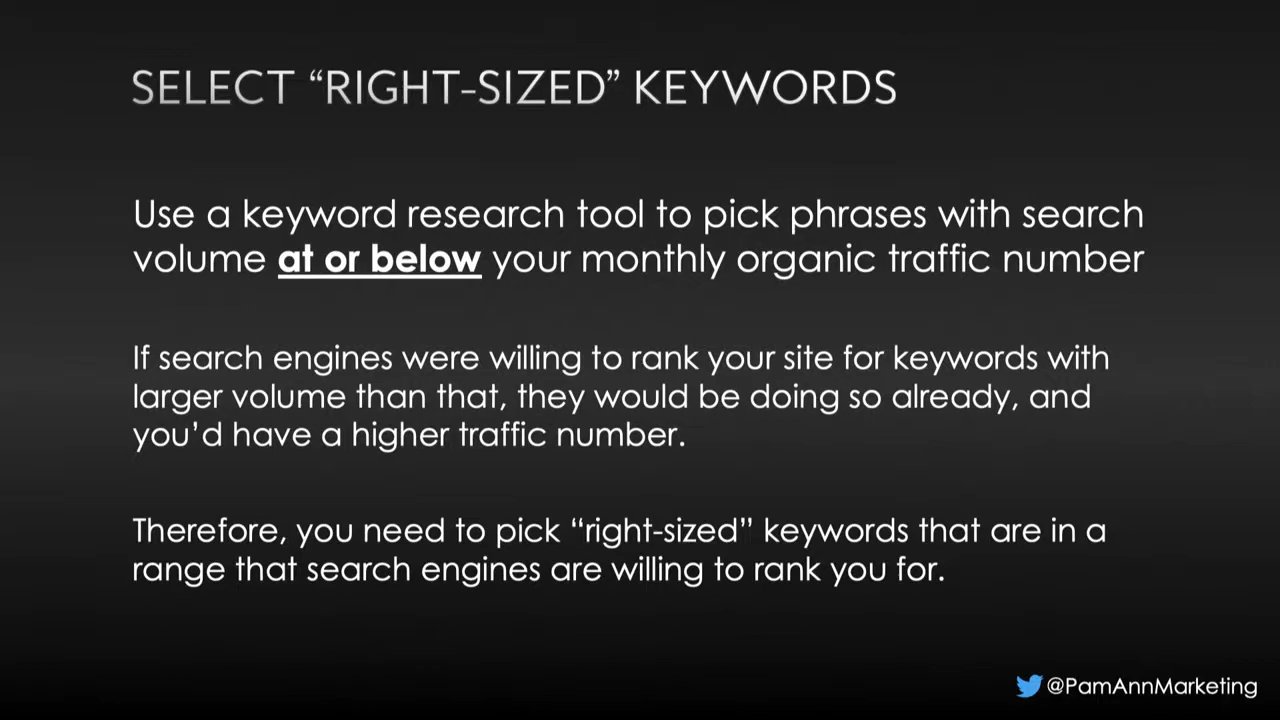 SELECT “RIGHT-SIZED” KEYWORDS
Use a keyword research tool to pick phrases with search
volume at or below your monthly organic traffic number
If search engines were willing to rank your site for keywords with
larger volume than that, they would be doing so already, and
you’d have a higher traffic number.
Therefore, you need to pick “right-sized” keywords that are in a
range that search engines are willing to rank you for.
@PamAnnMarketing